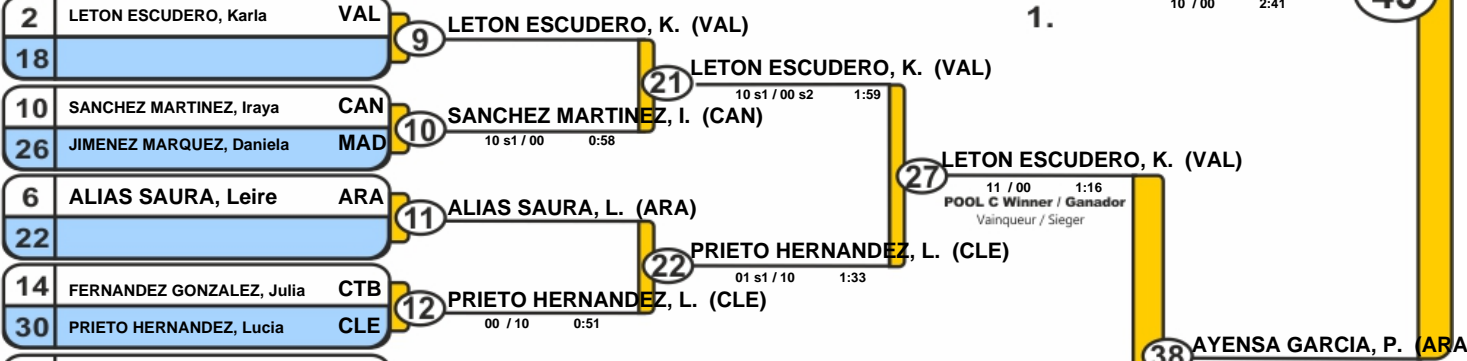 2 LETON ESCUDERO, Karla VAL
18
9 LETON ESCUDERO, K. (VAL)
10 SANCHEZ MARTINEZ, Iraya CAN
26 JIMENEZ MARQUEZ, Daniela MAD
10 SANCHEZ MARTINEZ, I. (CAN)
10 s1 / 00 0:58
21 LETON ESCUDERO, K. (VAL)
10 s1 / 00 s2 1:59
6 ALIAS SAURA, Leire ARA
22
11 ALIAS SAURA, L. (ARA)
14 FERNANDEZ GONZALEZ, Julia CTB
30 PRIETO HERNANDEZ, Lucia CLE
12 PRIETO HERNANDEZ, L. (CLE)
00 / 10 0:51
22 PRIETO HERNANDEZ, L. (CLE)
01 s1 / 10 1:33
27 LETON ESCUDERO, K. (VAL)
11 / 00 1:16
POOL C Winner / Ganador
Vainqueur / Sieger
1.
10 / 00 2:41
38 AYENSA GARCIA, P. (ARA